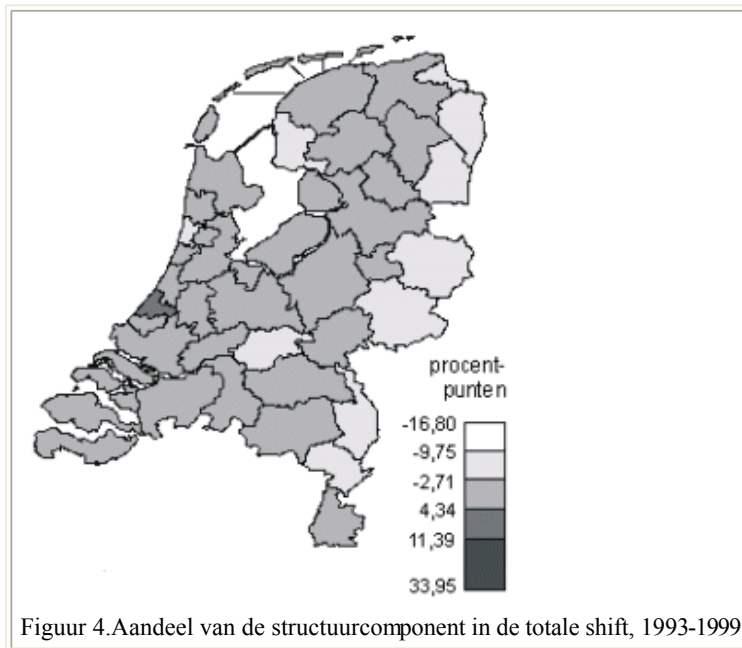 procent-
punten
-16,80
-9,75
-2,71
4,34
11,39
33,95
Figuur 4.Aandeel van de structuurcomponent in de totale shift, 1993-1999